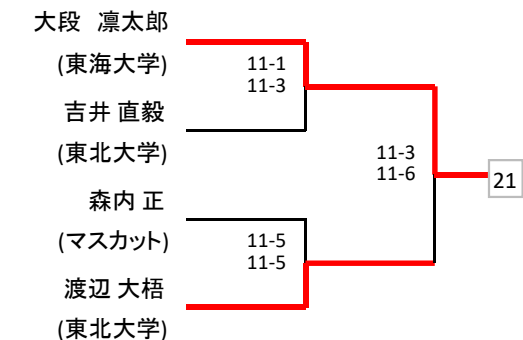 大段　凛太郎
(東海大学)
11-1
11-3
吉井 直毅
(東北大学)
11-3
11-6
21
森内 正
(マスカット)
11-5
11-5
渡辺 大梧
(東北大学)